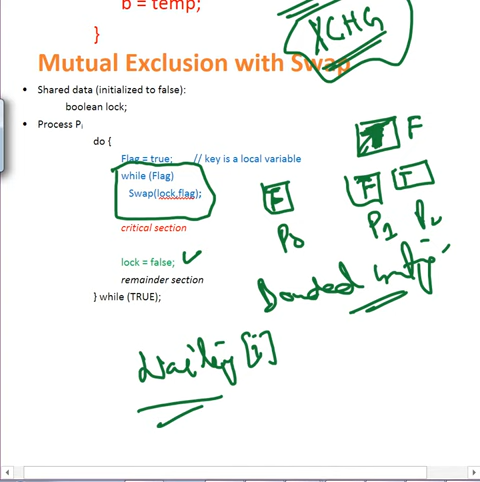 b = temp;
}
XCHG
Mutual Exclusion with Swap
• Shared data (initialized to false):
boolean lock;
• Process Pi
do {
Flag = true; // key is a local variable
while (Flag)
Swap(lock,flag);
critical section
lock = false;
remainder section
} while (TRUE);
T F
F F T
P0 P1 P2
Bounded waiting
Waiting [j]